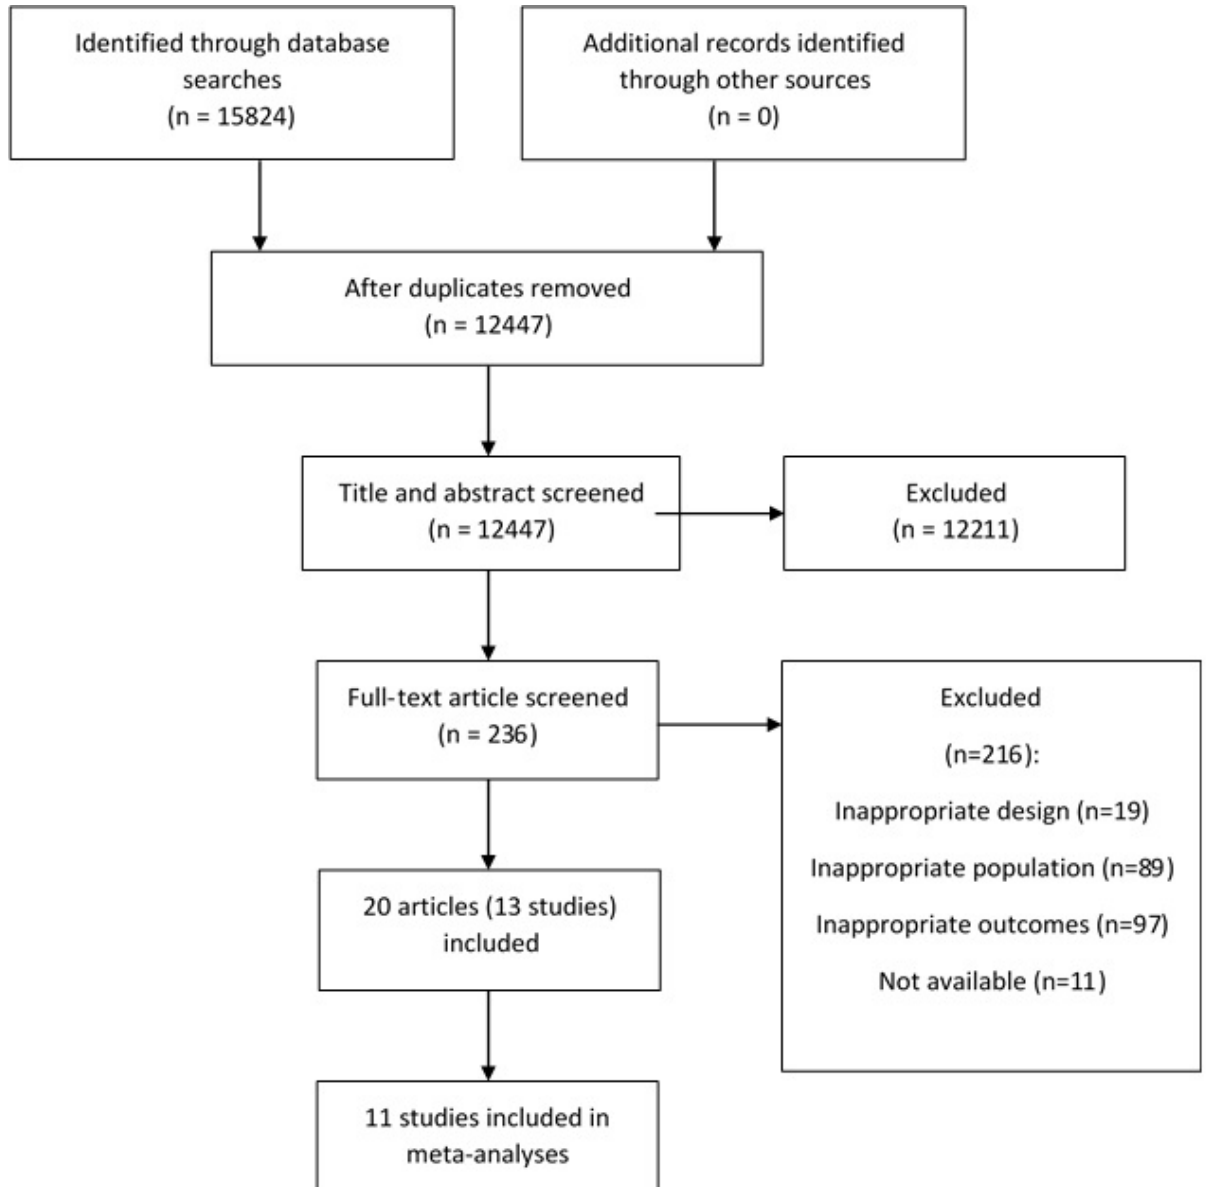 Identified through database
searches
(n = 15824)
Additional records identified
through other sources
(n = 0)
After duplicates removed
(n = 12447)
Title and abstract screened
(n = 12447)
Excluded
(n = 12211)
Full-text article screened
(n = 236)
Excluded
(n=216):
Inappropriate design (n=19)
Inappropriate population (n=89)
Inappropriate outcomes (n=97)
Not available (n=11)
20 articles (13 studies)
included
11 studies included in
meta-analyses